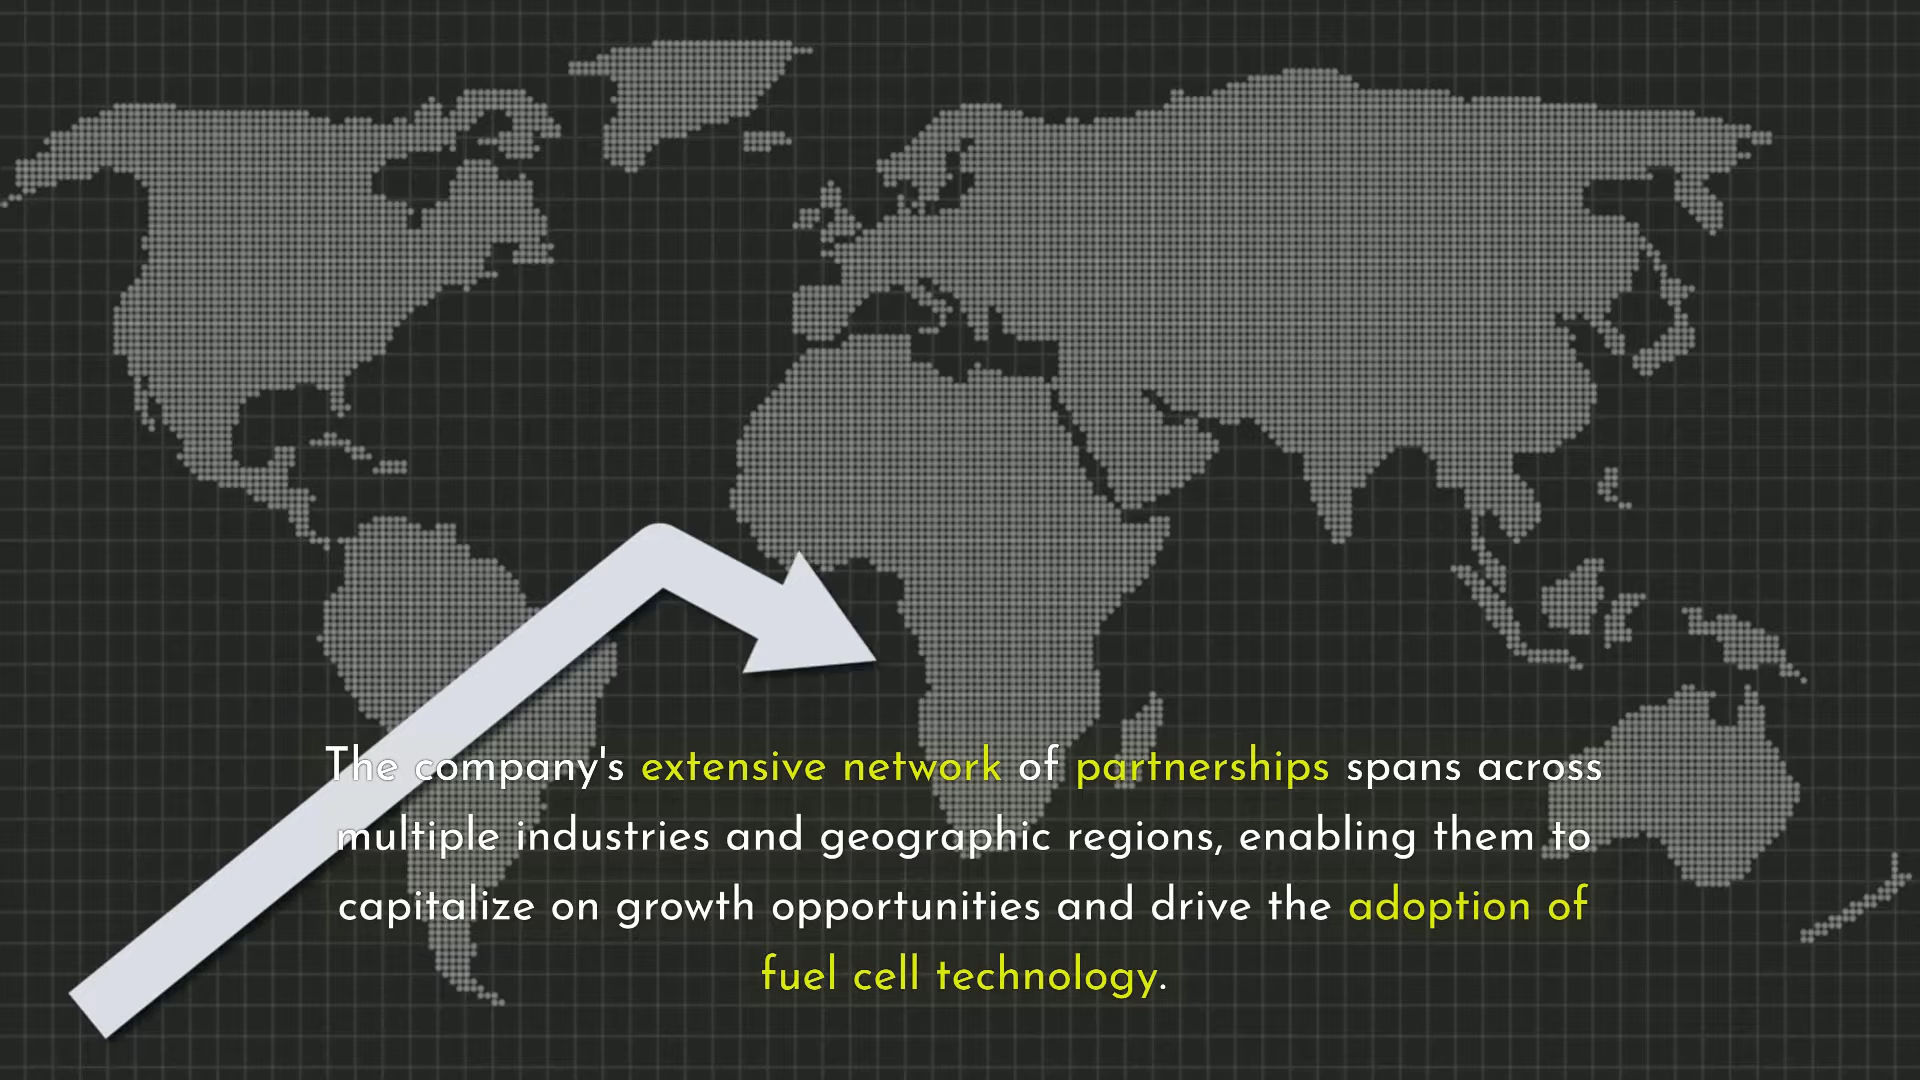 The company's extensive network of partnerships spans across
multiple industries and geographic regions, enabling them to
capitalize on growth opportunities and drive the adoption of
fuel cell technology.